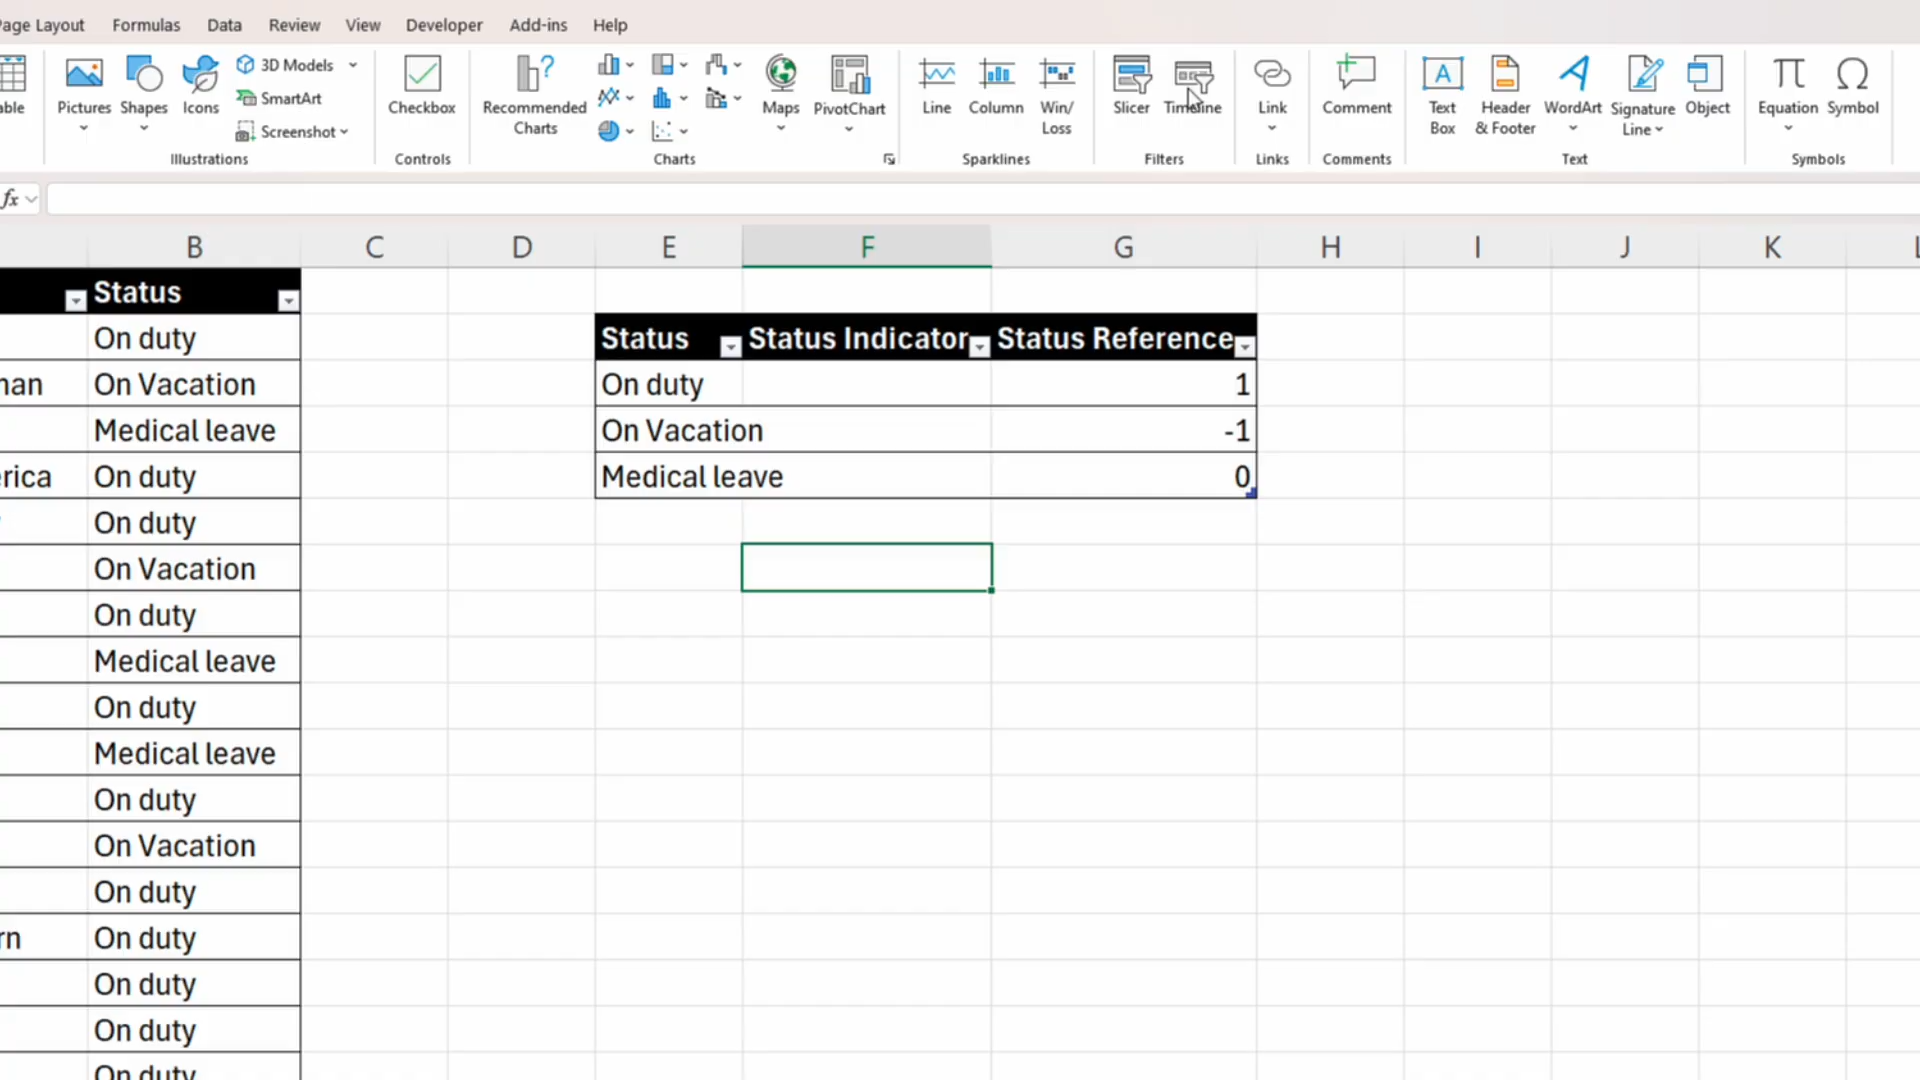 Page Layout Formulas Data Review View Developer Add-ins Help
Pictures Shapes Icons 3D Models SmartArt Screenshot
Illustrations
Checkbox
Controls
Recommended
Charts
Maps PivotChart
Charts
Line Column Win/
Loss
Sparklines
Slicer Timeline
Filters
Link
Links
Comment
Comments
Text
Box
Header
& Footer
WordArt Signature
Line
Object
Text
Equation Symbol
Symbols
fx
B C D E F G H I J K L
Status
On duty
man On Vacation
Medical leave
erica On duty
On duty
On Vacation
On duty
Medical leave
On duty
Medical leave
On duty
On Vacation
On duty
rn On duty
On duty
On duty
On duty
Status Status Indicator Status Reference
On duty 1
On Vacation -1
Medical leave 0